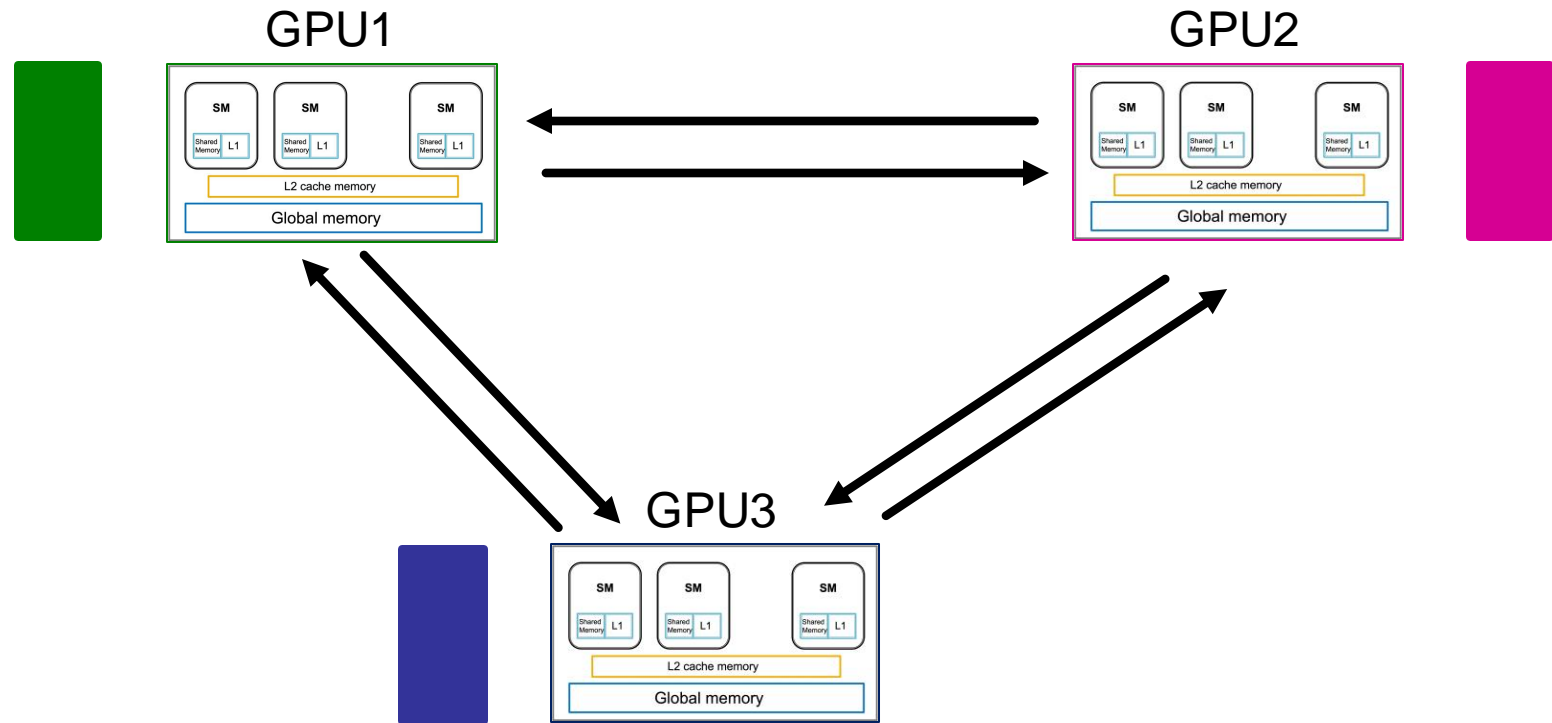 GPU1
SM
Shared
Memory
L1
SM
Shared
Memory
L1
SM
Shared
Memory
L1
L2 cache memory
Global memory
GPU2
SM
Shared
Memory
L1
SM
Shared
Memory
L1
SM
Shared
Memory
L1
L2 cache memory
Global memory
GPU3
SM
Shared
Memory
L1
SM
Shared
Memory
L1
SM
Shared
Memory
L1
L2 cache memory
Global memory